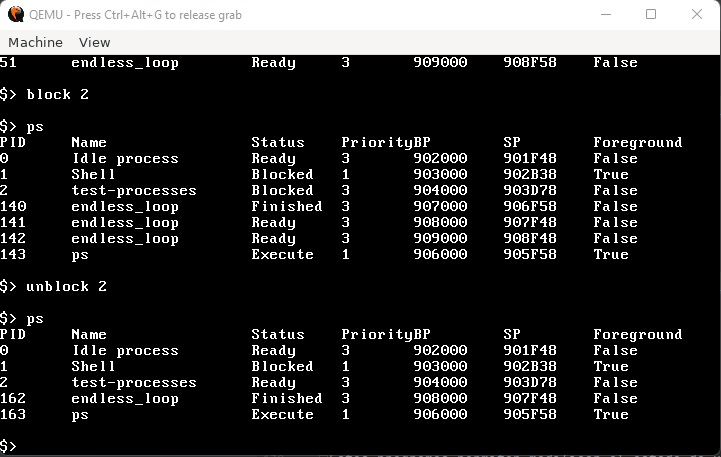 QEMU - Press Ctrl+Alt+G to release grab
Machine View
51 endless_loop Ready 3 909000 908F58 False
$> block 2
$> ps
PID Name Status PriorityBP SP Foreground
0 Idle process Ready 3 902000 901F48 False
1 Shell Blocked 1 903000 902B38 True
2 test-processes Blocked 3 904000 903D78 False
140 endless_loop Finished 3 907000 906F58 False
141 endless_loop Ready 3 908000 907F48 False
142 endless_loop Ready 3 909000 908F48 False
143 ps Execute 1 906000 905F58 True
$> unblock 2
$> ps
PID Name Status PriorityBP SP Foreground
0 Idle process Ready 3 902000 901F48 False
1 Shell Blocked 1 903000 902B38 True
2 test-processes Ready 3 904000 903D78 False
162 endless_loop Finished 3 908000 907F48 False
163 ps Execute 1 906000 905F58 True
$>